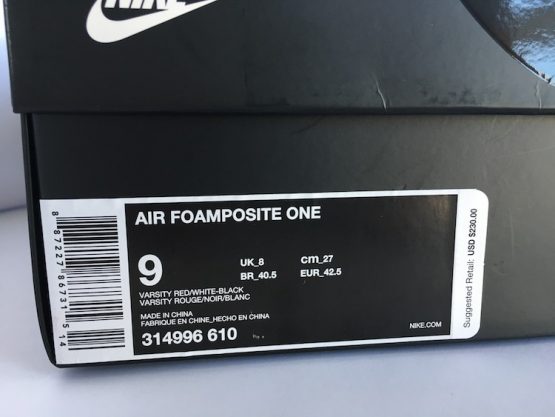 NIKE
AIR FOAMPOSITE ONE
9
UK_8
cm_27
BR_40.5
EUR_42.5
VARSITY RED/WHITE-BLACK
VARSITY ROUGE/NOIR/BLANC
MADE IN CHINA
FABRIQUE EN CHINE_HECHO EN CHINA
314996 610
NIKE.COM
8 87227 86731 5 14
Suggested Retail: USD $230.00